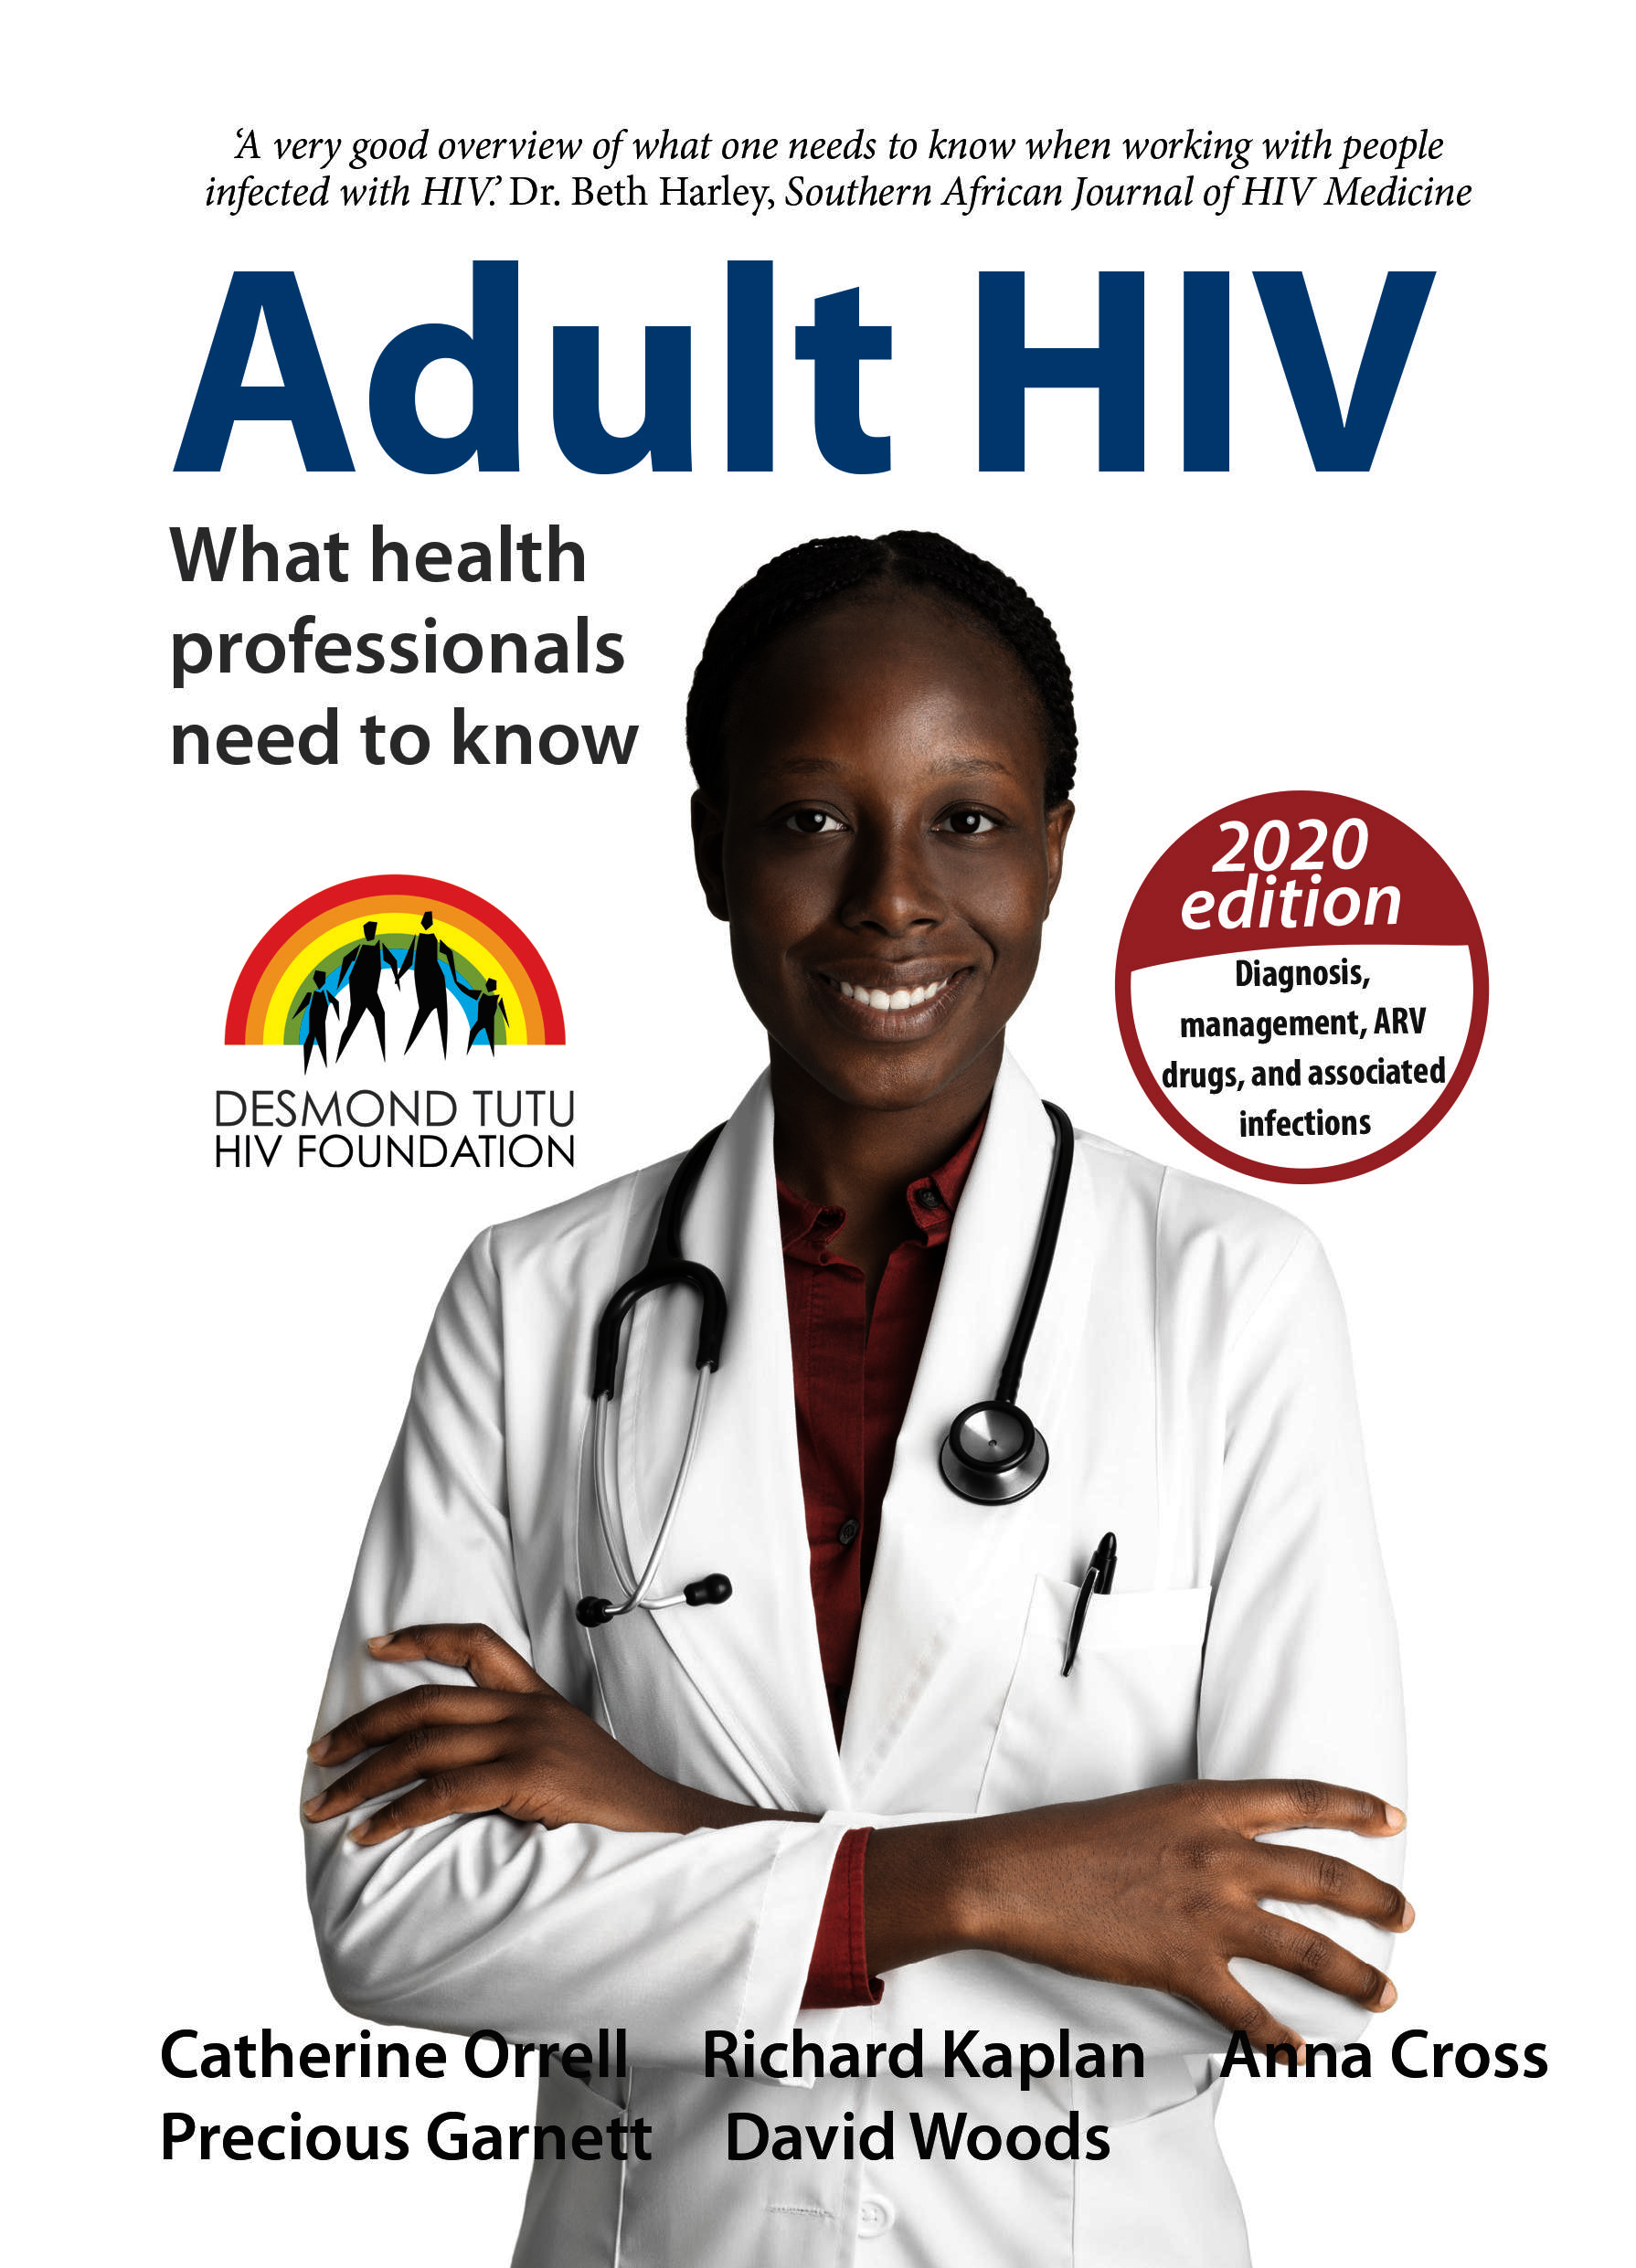 ‘A very good overview of what one needs to know when working with people
infected with HIV.’ Dr. Beth Harley, Southern African Journal of HIV Medicine
Adult HIV
What health
professionals
need to know
2020
edition
Diagnosis,
management, ARV
drugs, and associated
infections
DESMOND TUTU
HIV FOUNDATION
Catherine Orrell Richard Kaplan Anna Cross
Precious Garnett David Woods